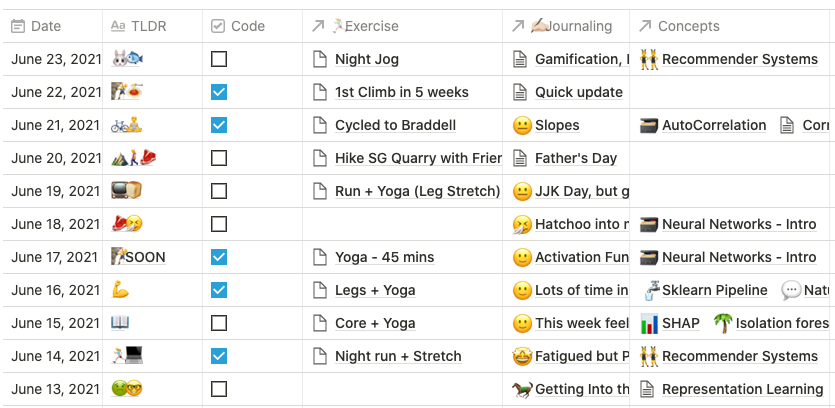 Date TLDR Code Exercise Journaling Concepts
June 23, 2021 Night Jog Gamification, Recommender Systems
June 22, 2021 1st Climb in 5 weeks Quick update
June 21, 2021 Cycled to Braddell Slopes AutoCorrelation Corr
June 20, 2021 Hike SG Quarry with Frier Father's Day
June 19, 2021 Run + Yoga (Leg Stretch) JJK Day, but g
June 18, 2021 Hatchoo into Neural Networks - Intro
June 17, 2021 SOON Yoga - 45 mins Activation Fun Neural Networks - Intro
June 16, 2021 Legs + Yoga Lots of time in Sklearn Pipeline Natu
June 15, 2021 Core + Yoga This week feel SHAP Isolation fores
June 14, 2021 Night run + Stretch Fatigued but P Recommender Systems
June 13, 2021 Getting Into th Representation Learning